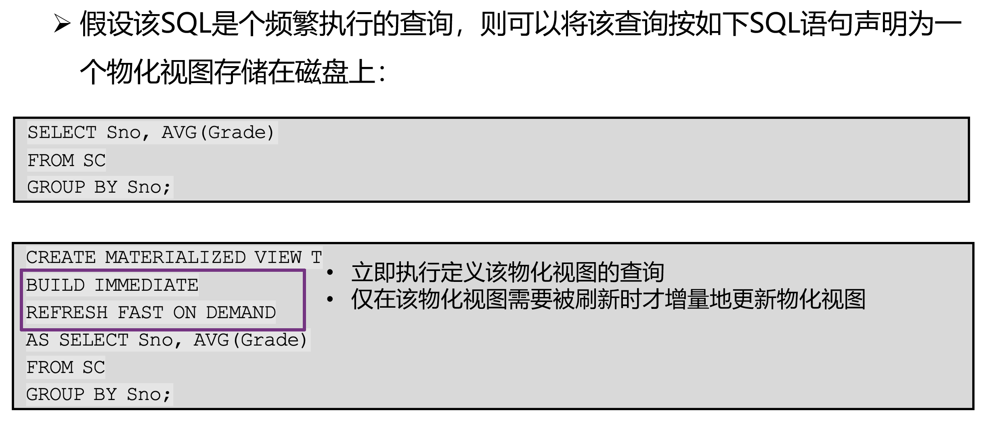 ➢ 假设该SQL是个频繁执行的查询，则可以将该查询按如下SQL语句声明为一
个物化视图存储在磁盘上：
SELECT Sno, AVG(Grade)
FROM SC
GROUP BY Sno;
CREATE MATERIALIZED VIEW T
• 立即执行定义该物化视图的查询
BUILD IMMEDIATE
• 仅在该物化视图需要被刷新时才增量地更新物化视图
REFRESH FAST ON DEMAND
AS SELECT Sno, AVG(Grade)
FROM SC
GROUP BY Sno;